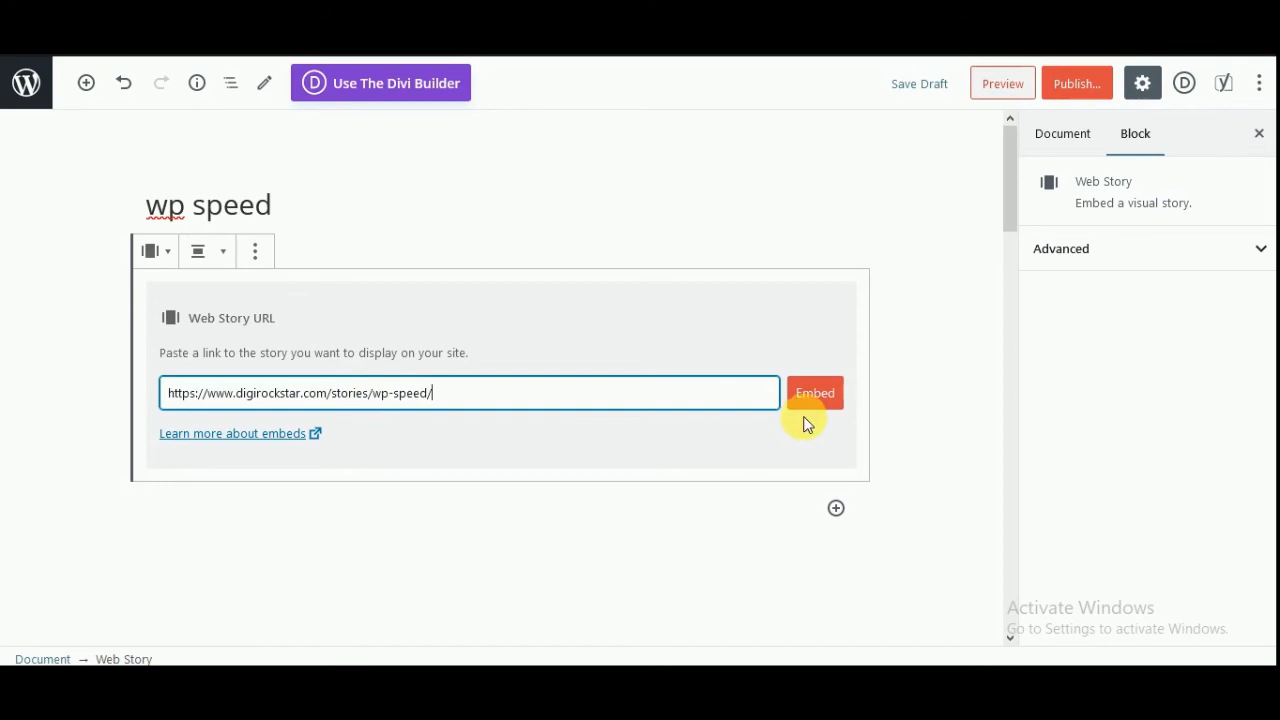 Use The Divi Builder
Save Draft
Preview
Publish...
Document
Block
Web Story
Embed a visual story.
Advanced
wp speed
Web Story URL
Paste a link to the story you want to display on your site.
https://www.digirockstar.com/stories/wp-speed/
Embed
Learn more about embeds
Activate Windows
Go to Settings to activate Windows.
Document → Web Story